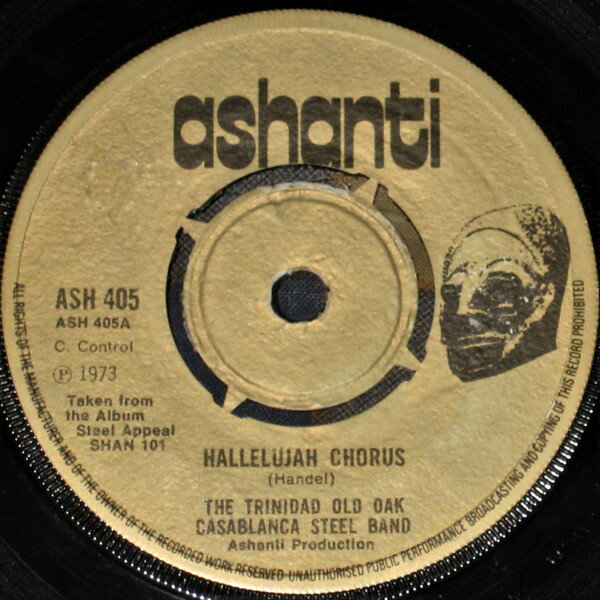 ashanti
ASH 405
ASH 405A
C. Control
Ⓟ 1973
Taken from
the Album
Steel Appeal
SHAN 101
HALLELUJAH CHORUS
(Handel)
THE TRINIDAD OLD OAK
CASABLANCA STEEL BAND
Ashanti Production
ALL RIGHTS OF THE MANUFACTURER AND OF THE OWNER OF THE RECORDED WORK RESERVED·UNAUTHORISED PUBLIC PERFORMANCE BROADCASTING AND COPYING OF THIS RECORD PROHIBITED